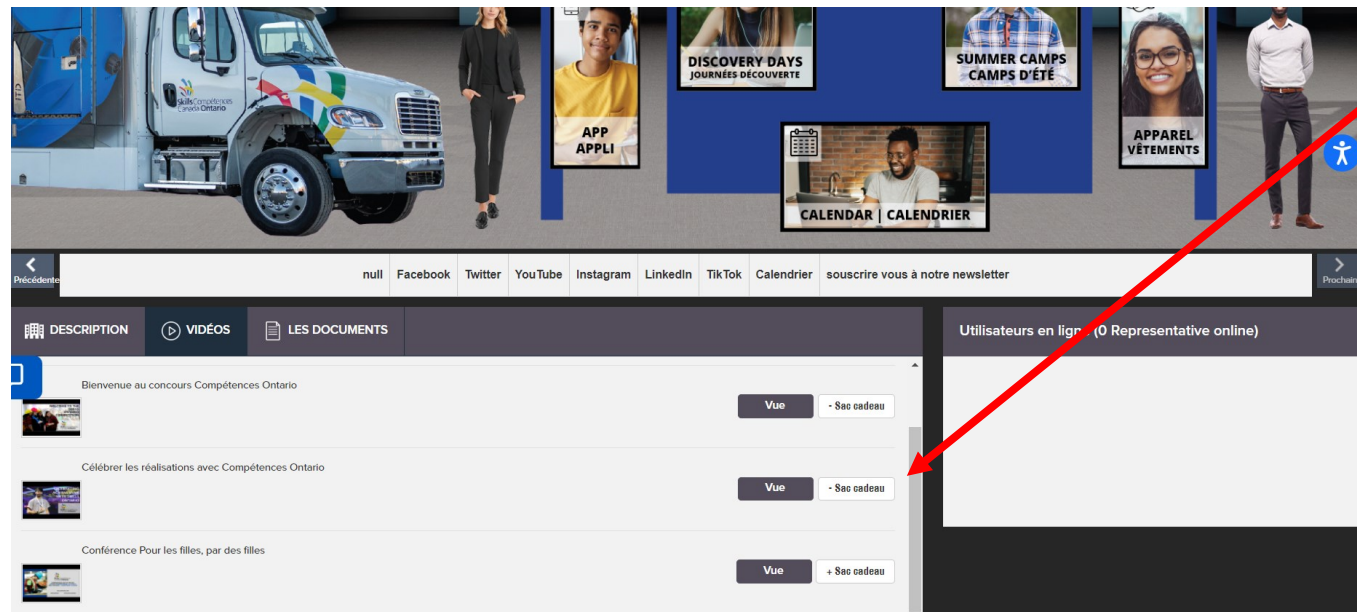 ITD
Skills Compétences
Canada Ontario
APP
APPLI
DISCOVERY DAYS
JOURNÉES DÉCOUVERTE
SUMMER CAMPS
CAMPS D'ÉTÉ
APPAREL
VÊTEMENTS
CALENDAR | CALENDRIER
Précédente
null Facebook Twitter YouTube Instagram LinkedIn TikTok Calendrier souscrire vous à notre newsletter
Prochain
DESCRIPTION VIDÉOS LES DOCUMENTS
Utilisateurs en ligne (0 Representative online)
Bienvenue au concours Compétences Ontario
Vue - Sac cadeau
Célébrer les réalisations avec Compétences Ontario
Vue - Sac cadeau
Conférence Pour les filles, par des filles
Vue + Sac cadeau